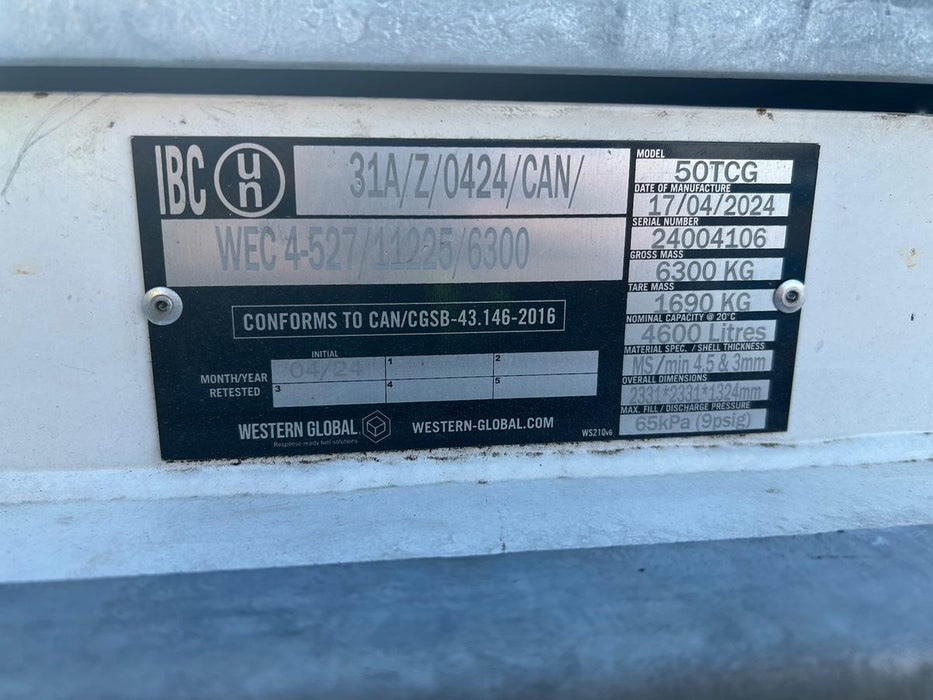 IBC
un
31A/Z/0424/CAN/
WEC 4-527/12225/6300
CONFORMS TO CAN/CGSB-43.146-2016
MONTH/YEAR
RETESTED
INITIAL
04/24
1
2
3
4
5
WESTERN GLOBAL
Response ready fuel solutions
WESTERN-GLOBAL.COM
WS210v6
MODEL
50TCG
DATE OF MANUFACTURE
17/04/2024
SERIAL NUMBER
24004106
GROSS MASS
6300 KG
TARE MASS
1690 KG
NOMINAL CAPACITY @ 20°C
4600 Litres
MATERIAL SPEC. / SHELL THICKNESS
MS/min 4.5 & 3mm
OVERALL DIMENSIONS
2331*2331*1324mm
MAX. FILL / DISCHARGE PRESSURE
65kPa (9psig)